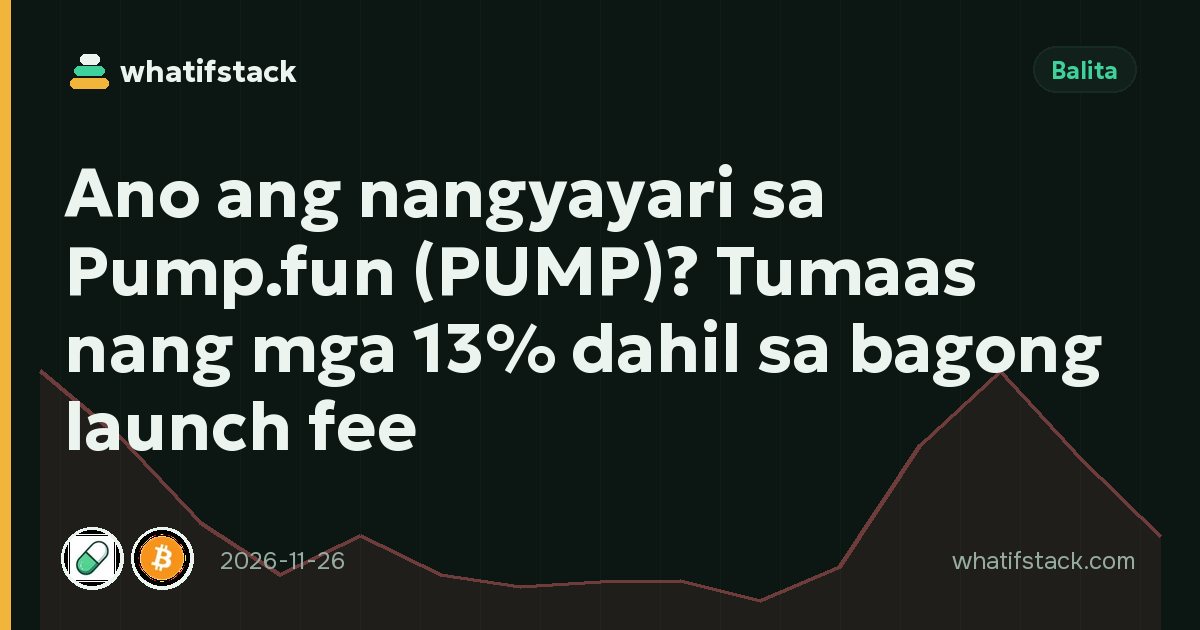 whatifstack
Balita
Ano ang nangyayari sa
Pump.fun (PUMP)? Tumaas
nang mga 13% dahil sa bagong
launch fee
2026-11-26
whatifstack.com